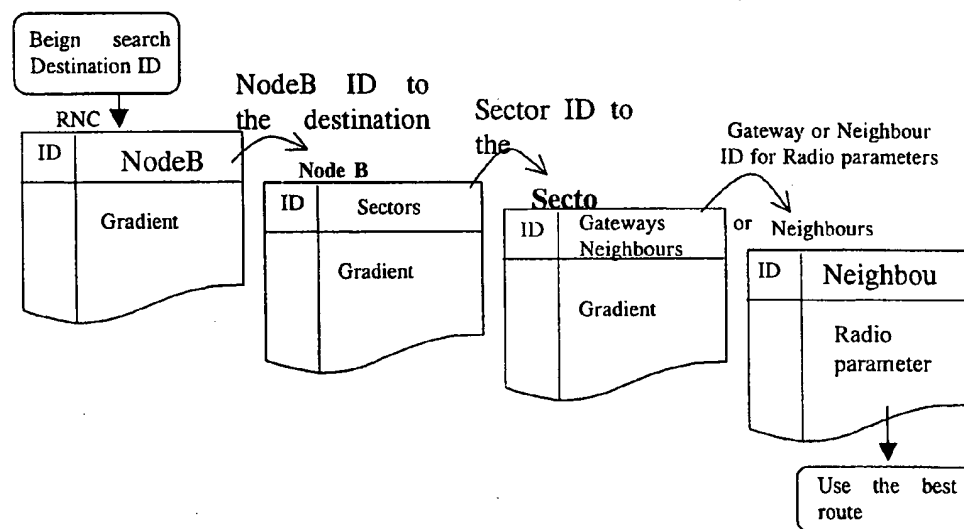 Beign search
Destination ID
RNC
ID
NodeB
Gradient
NodeB ID to
the destination
Node B
ID
Sectors
Gradient
Sector ID to
the
Secto
ID
Gateways
Neighbours
Gradient
Gateway or Neighbour
ID for Radio parameters
or Neighbours
ID
Neighbou
Radio
parameter
Use the best
route